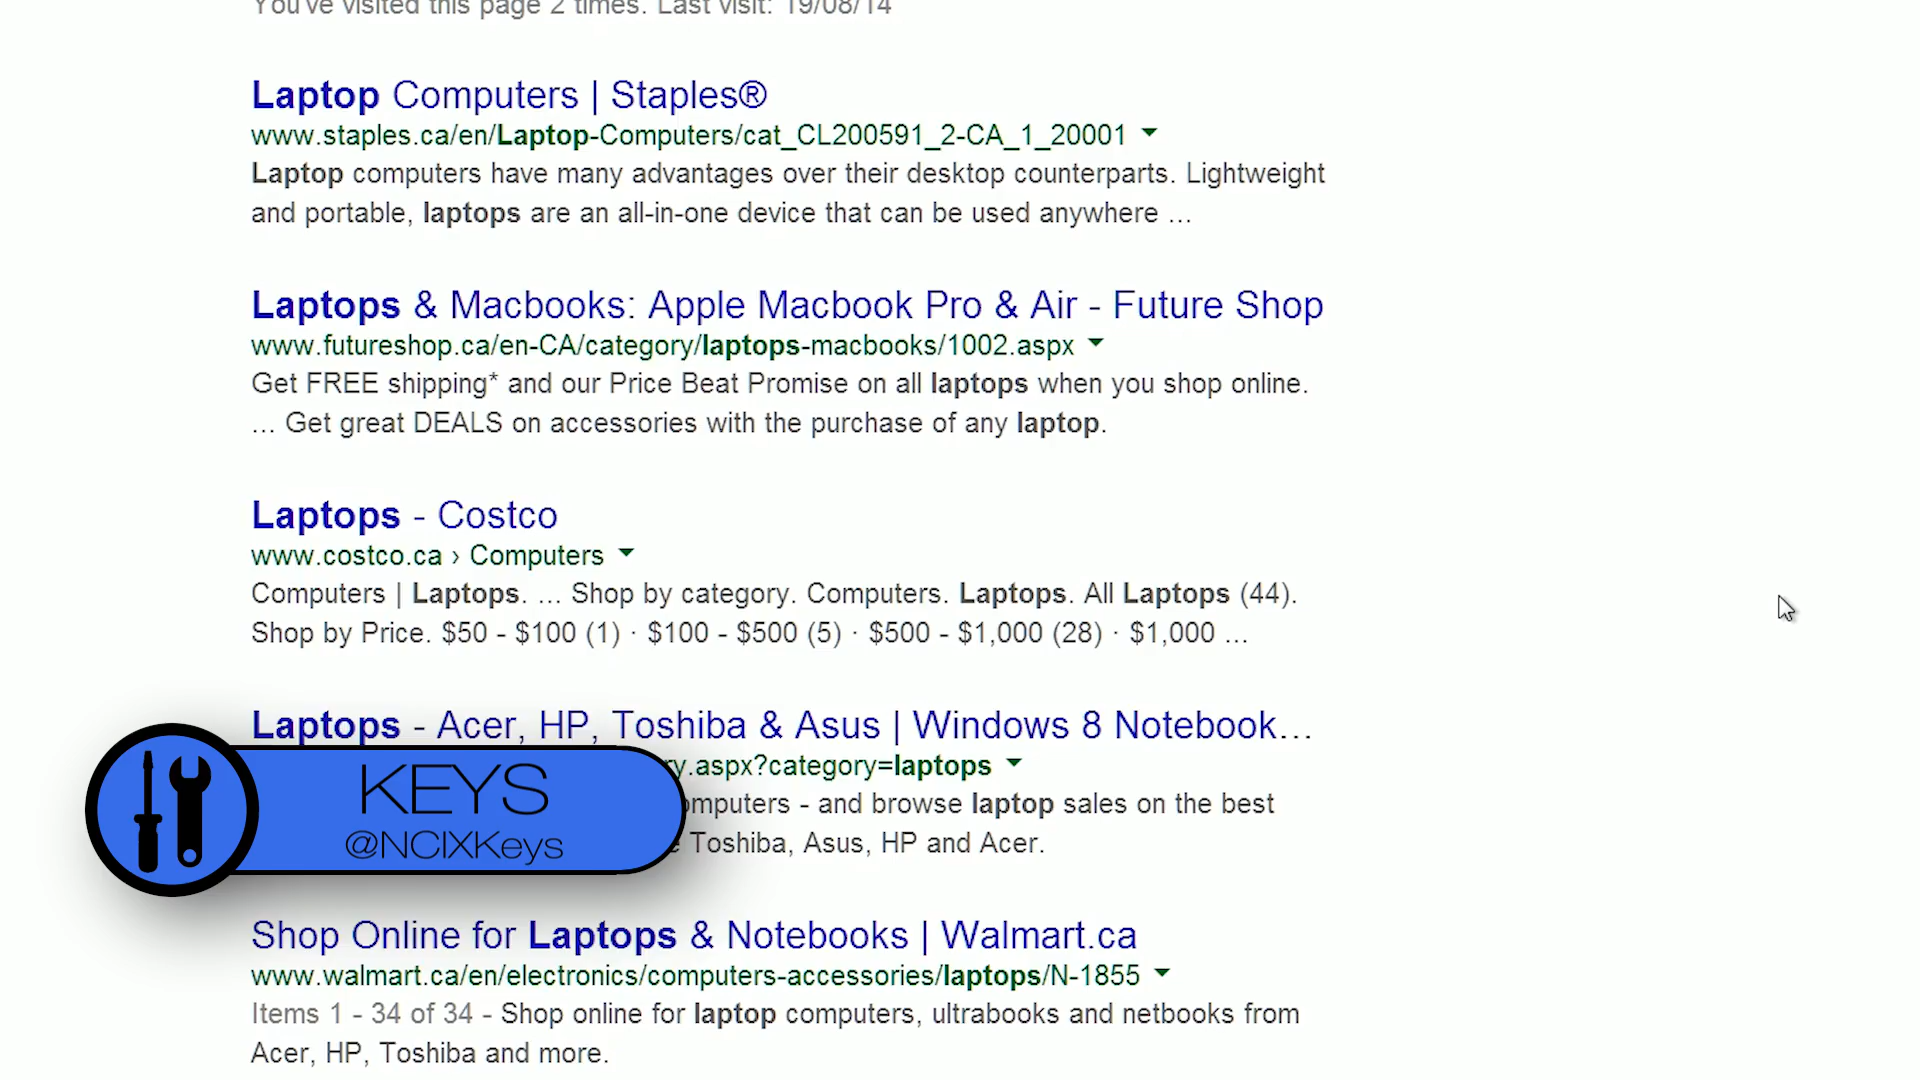 You've visited this page 2 times. Last visit: 19/08/14
Laptop Computers | Staples®
www.staples.ca/en/Laptop-Computers/cat_CL200591_2-CA_1_20001
Laptop computers have many advantages over their desktop counterparts. Lightweight
and portable, laptops are an all-in-one device that can be used anywhere ...
Laptops & Macbooks: Apple Macbook Pro & Air - Future Shop
www.futureshop.ca/en-CA/category/laptops-macbooks/1002.aspx
Get FREE shipping* and our Price Beat Promise on all laptops when you shop online.
... Get great DEALS on accessories with the purchase of any laptop.
Laptops - Costco
www.costco.ca › Computers
Computers | Laptops. ... Shop by category. Computers. Laptops. All Laptops (44).
Shop by Price. $50 - $100 (1) · $100 - $500 (5) · $500 - $1,000 (28) · $1,000 ...
Laptops - Acer, HP, Toshiba & Asus | Windows 8 Notebook...
.aspx?category=laptops
- and browse laptop sales on the best
Toshiba, Asus, HP and Acer.
KEYS
@NCIXKeys
Shop Online for Laptops & Notebooks | Walmart.ca
www.walmart.ca/en/electronics/computers-accessories/laptops/N-1855
Items 1 - 34 of 34 - Shop online for laptop computers, ultrabooks and netbooks from
Acer, HP, Toshiba and more.